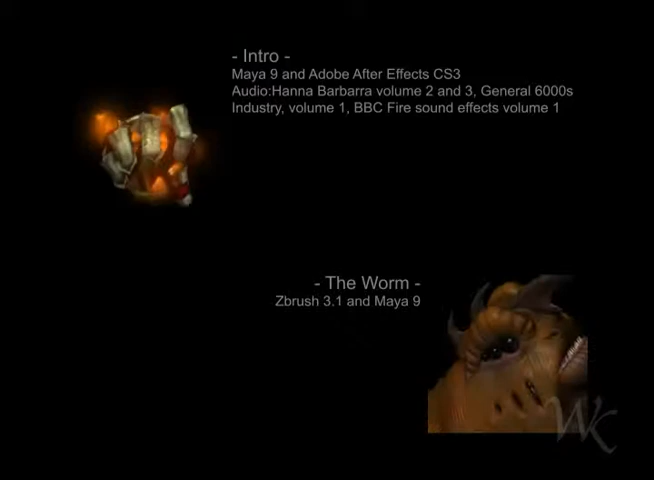 - Intro -
Maya 9 and Adobe After Effects CS3
Audio:Hanna Barbarra volume 2 and 3, General 6000s
Industry, volume 1, BBC Fire sound effects volume 1
- The Worm -
Zbrush 3.1 and Maya 9
WK